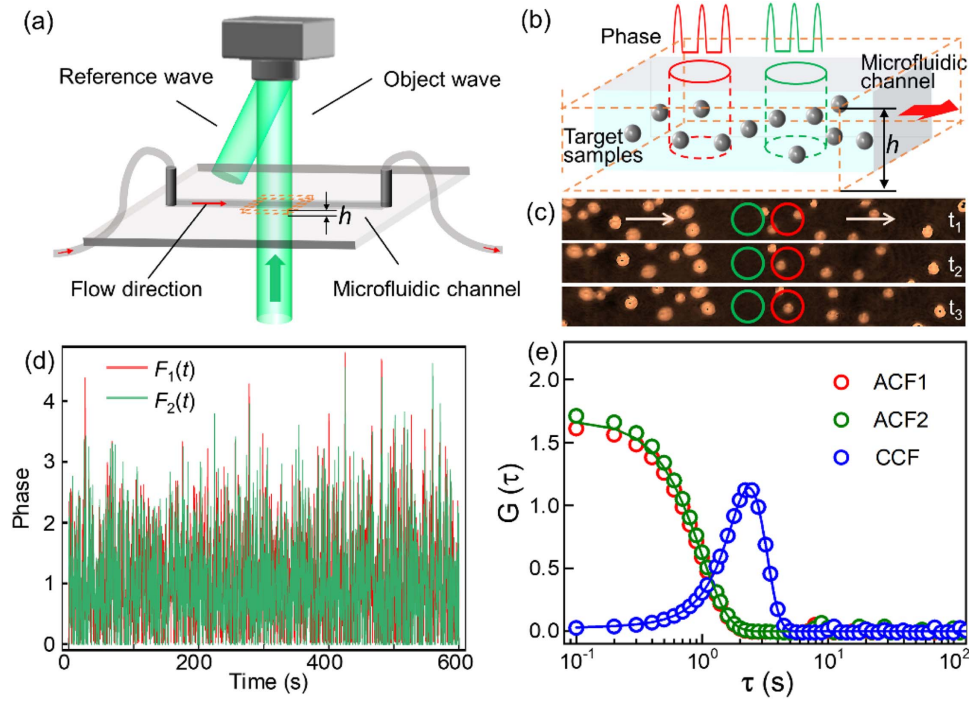 (a)
Reference wave
Object wave
h
Flow direction
Microfluidic channel
(b)
Phase
Microfluidic
channel
Target
samples
h
(c)
t₁
t₂
t₃
(d)
F₁(t)
F₂(t)
Phase
4
3
2
1
0
0
200
400
600
Time (s)
(e)
ACF1
ACF2
CCF
G (τ)
2.0
1.5
1.0
0.5
0.0
10⁻¹
10⁰
10¹
10²
τ (s)